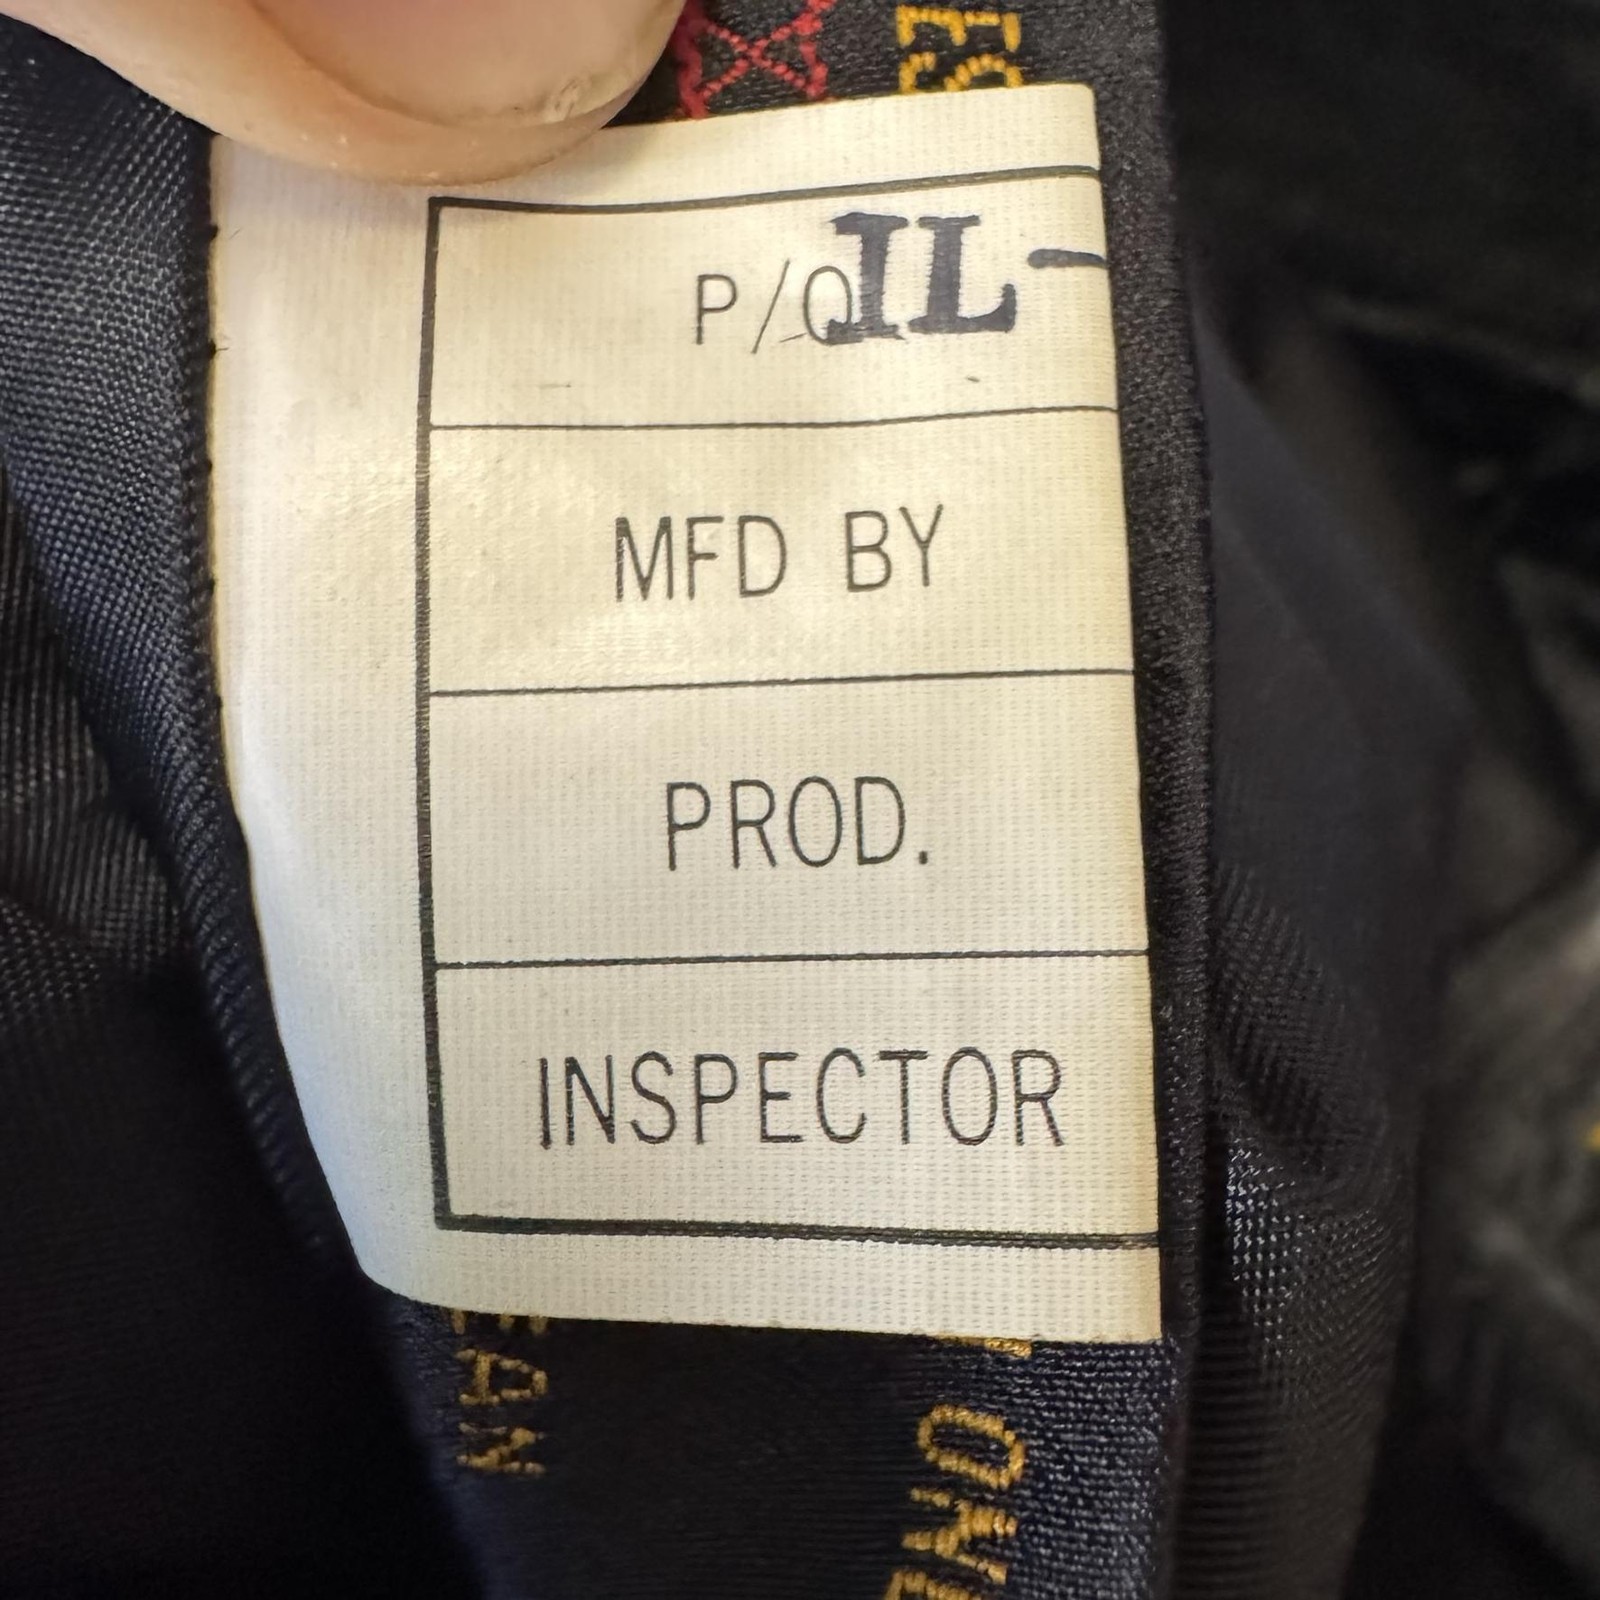 P/O IL-
MFD BY
PROD.
INSPECTOR